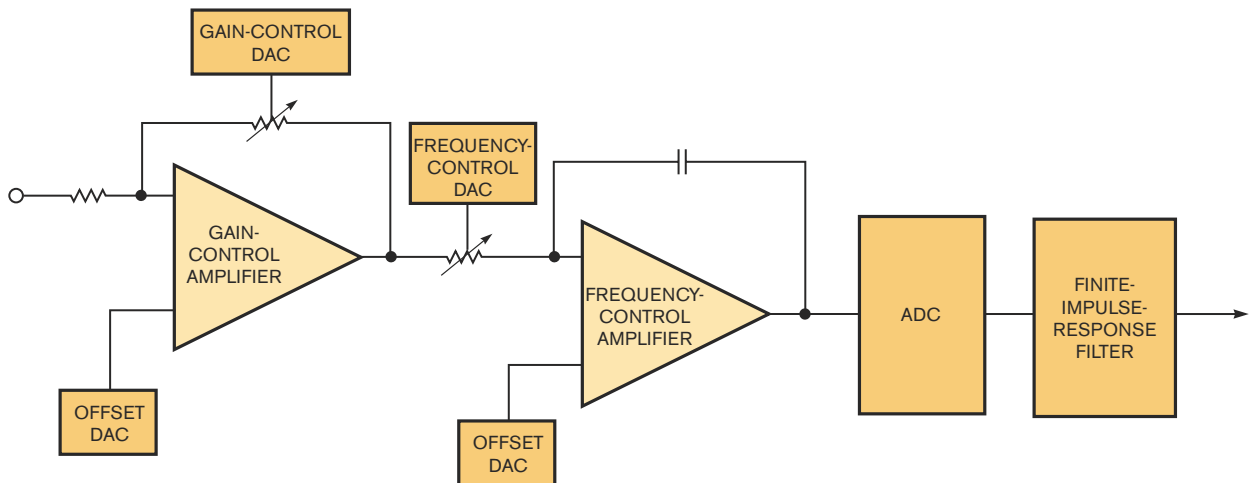 GAIN-CONTROL
DAC
FREQUENCY-
CONTROL
DAC
GAIN-
CONTROL
AMPLIFIER
OFFSET
DAC
FREQUENCY-
CONTROL
AMPLIFIER
OFFSET
DAC
ADC
FINITE-
IMPULSE-
RESPONSE
FILTER